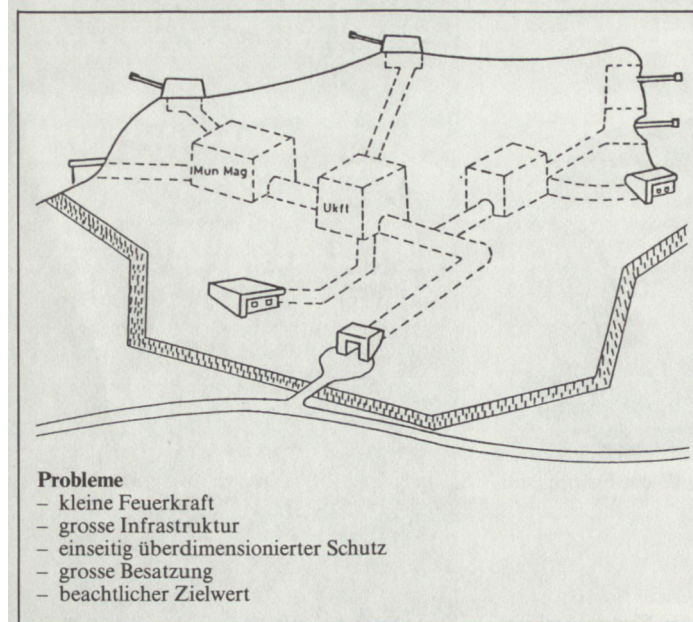 Mun Mag
Ukft
Probleme
– kleine Feuerkraft
– grosse Infrastruktur
– einseitig überdimensionierter Schutz
– grosse Besatzung
– beachtlicher Zielwert